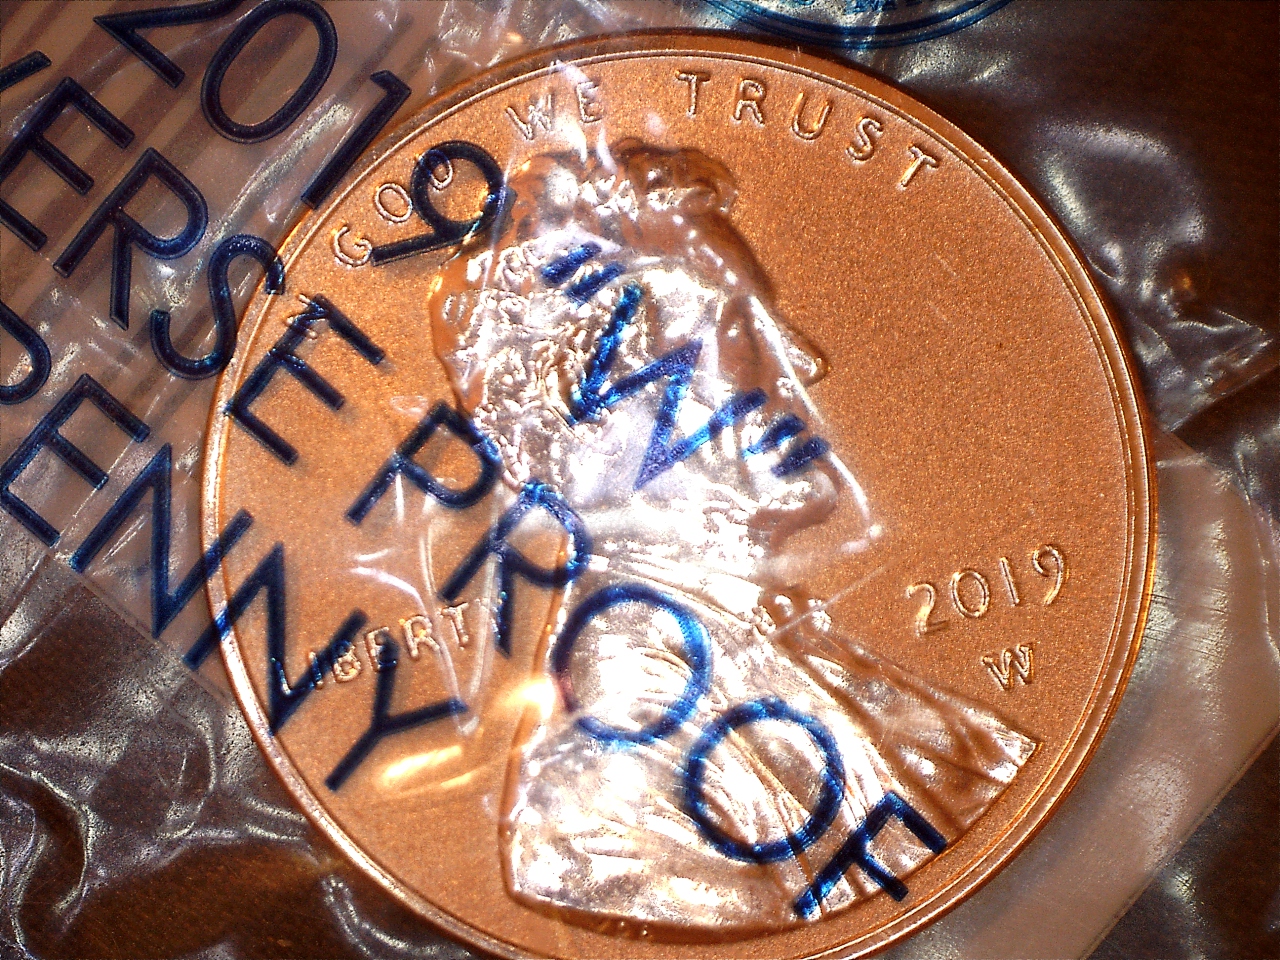 2019 "W"
ERSE PROOF
ENNY
IN GOD WE TRUST
LIBERTY
2019
W